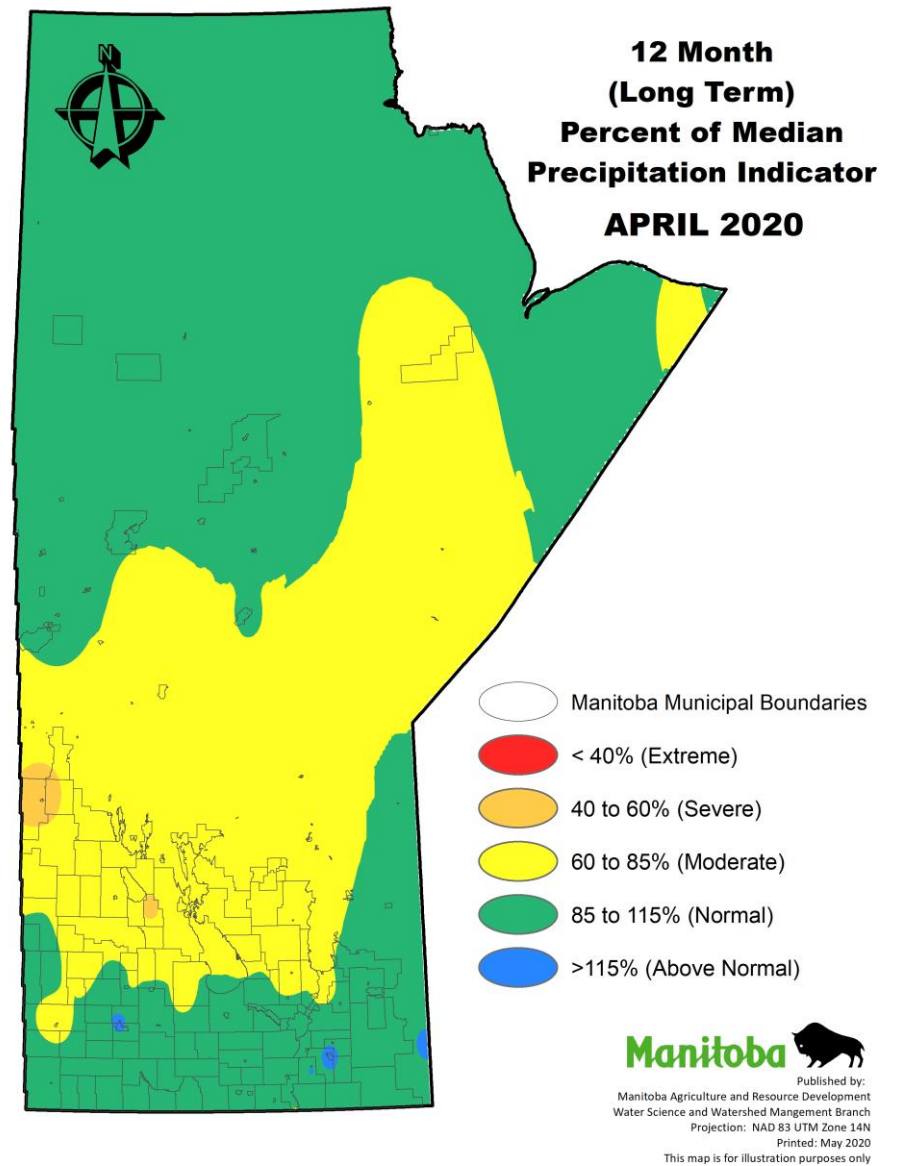 N
12 Month
(Long Term)
Percent of Median
Precipitation Indicator
APRIL 2020
Manitoba Municipal Boundaries
< 40% (Extreme)
40 to 60% (Severe)
60 to 85% (Moderate)
85 to 115% (Normal)
>115% (Above Normal)
Manitoba
Published by:
Manitoba Agriculture and Resource Development
Water Science and Watershed Mangement Branch
Projection: NAD 83 UTM Zone 14N
Printed: May 2020
This map is for illustration purposes only